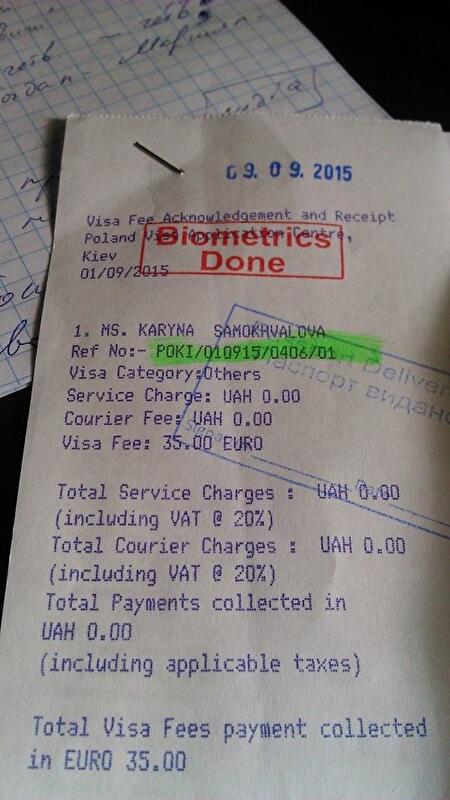 09. 09. 2015
Visa Fee Acknowledgement and Receipt
Poland Visa Application Centre,
Biometrics
Done
Kiev
01/09/2015
1. MS. KARYNA SAMOKHVALOVA
Ref No:- POKI/010915/0406/01
Deliver
паспорт видано
Visa Category:Others
Service Charge: UAH 0.00
Courier Fee: UAH 0.00
Visa Fee: 35.00 EURO
Total Service Charges : UAH 0.00
(including VAT @ 20%)
Total Courier Charges : UAH 0.00
(including VAT @ 20%)
Total Payments collected in
UAH 0.00
(including applicable taxes)
Total Visa Fees payment collected
in EURO 35.00